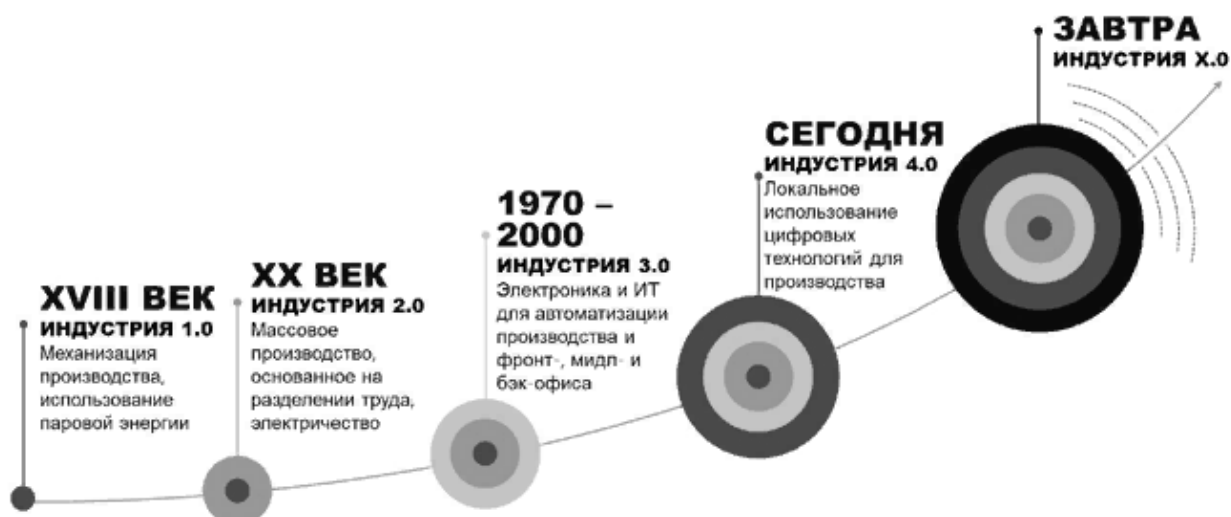 XVIII ВЕК
ИНДУСТРИЯ 1.0
Механизация
производства,
использование
паровой энергии
XX ВЕК
ИНДУСТРИЯ 2.0
Массовое
производство,
основанное на
разделении труда,
электричество
1970 –
2000
ИНДУСТРИЯ 3.0
Электроника и ИТ
для автоматизации
производства и
фронт-, мидл- и
бэк-офиса
СЕГОДНЯ
ИНДУСТРИЯ 4.0
Локальное
использование
цифровых
технологий для
производства
ЗАВТРА
ИНДУСТРИЯ X.0